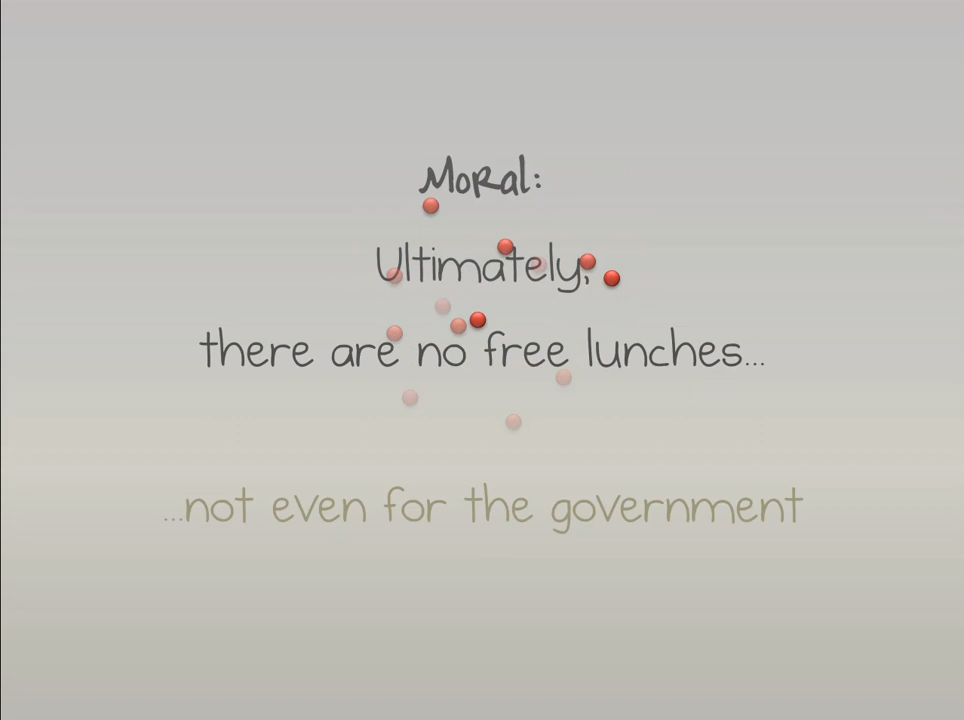 Moral:
Ultimately,
there are no free lunches...
...not even for the government